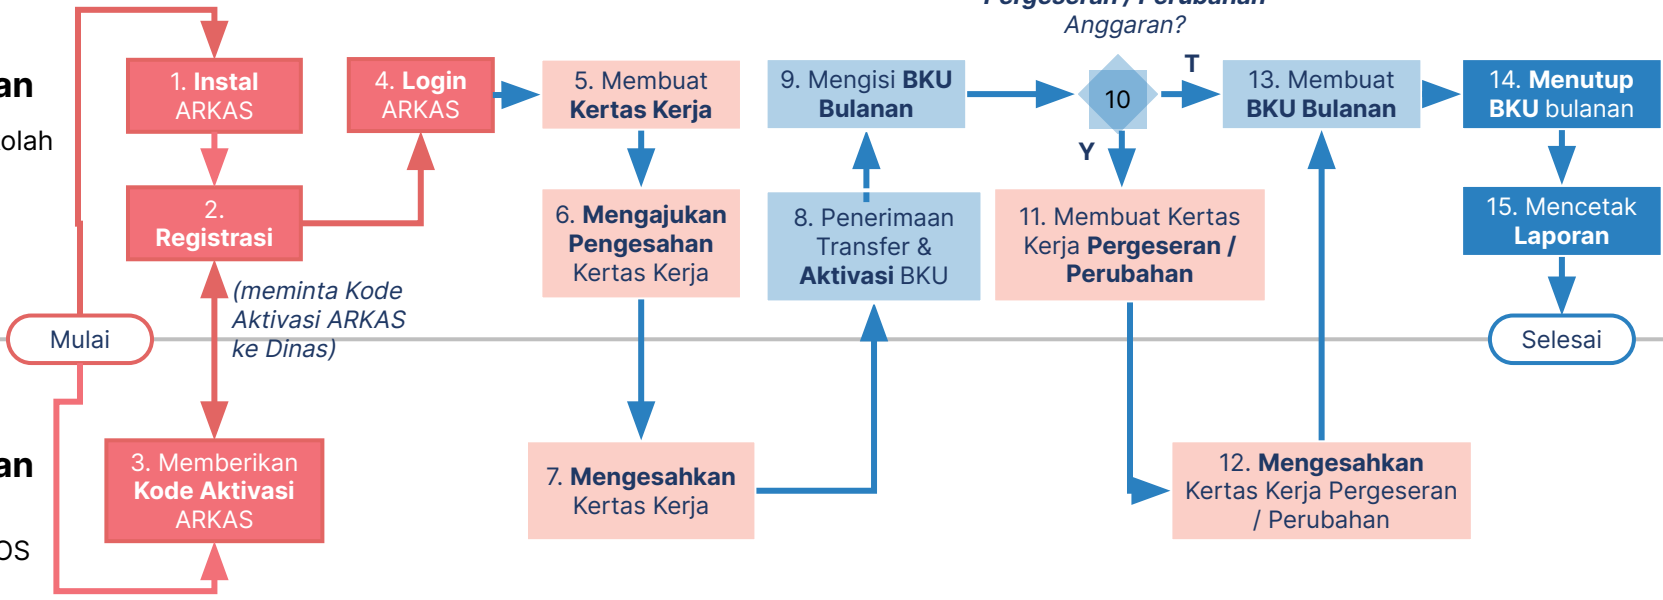 Pergeseran / Perubahan
Anggaran?
an
olah
1. Instal
ARKAS
4. Login
ARKAS
5. Membuat
Kertas Kerja
9. Mengisi BKU
Bulanan
10
T
Y
13. Membuat
BKU Bulanan
14. Menutup
BKU bulanan
2.
Registrasi
6. Mengajukan
Pengesahan
Kertas Kerja
8. Penerimaan
Transfer &
Aktivasi BKU
11. Membuat Kertas
Kerja Pergeseran /
Perubahan
15. Mencetak
Laporan
(meminta Kode
Aktivasi ARKAS
ke Dinas)
Mulai
Selesai
an
OS
3. Memberikan
Kode Aktivasi
ARKAS
7. Mengesahkan
Kertas Kerja
12. Mengesahkan
Kertas Kerja Pergeseran
/ Perubahan